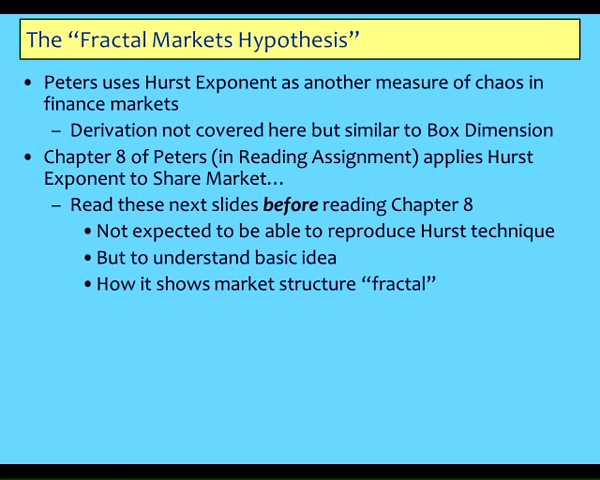 The “Fractal Markets Hypothesis”
• Peters uses Hurst Exponent as another measure of chaos in
finance markets
– Derivation not covered here but similar to Box Dimension
• Chapter 8 of Peters (in Reading Assignment) applies Hurst
Exponent to Share Market…
– Read these next slides before reading Chapter 8
• Not expected to be able to reproduce Hurst technique
• But to understand basic idea
• How it shows market structure “fractal”